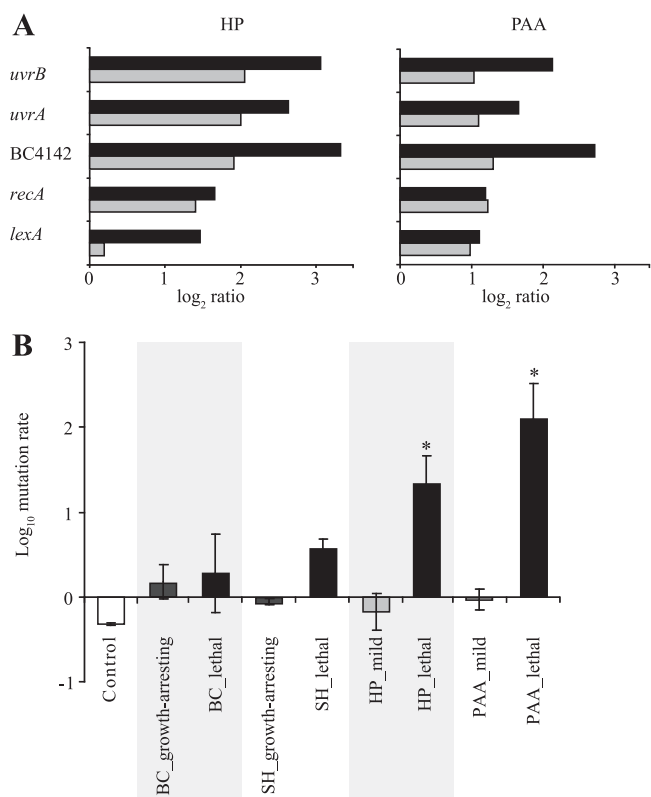 A
HP
PAA
uvrB
uvrA
BC4142
recA
lexA
0 1 2 3
log₂ ratio
0 1 2 3
log₂ ratio
B
Log₁₀ mutation rate
3
2
1
0
-1
*
*
Control
BC_growth-arresting
BC_lethal
SH_growth-arresting
SH_lethal
HP_mild
HP_lethal
PAA_mild
PAA_lethal